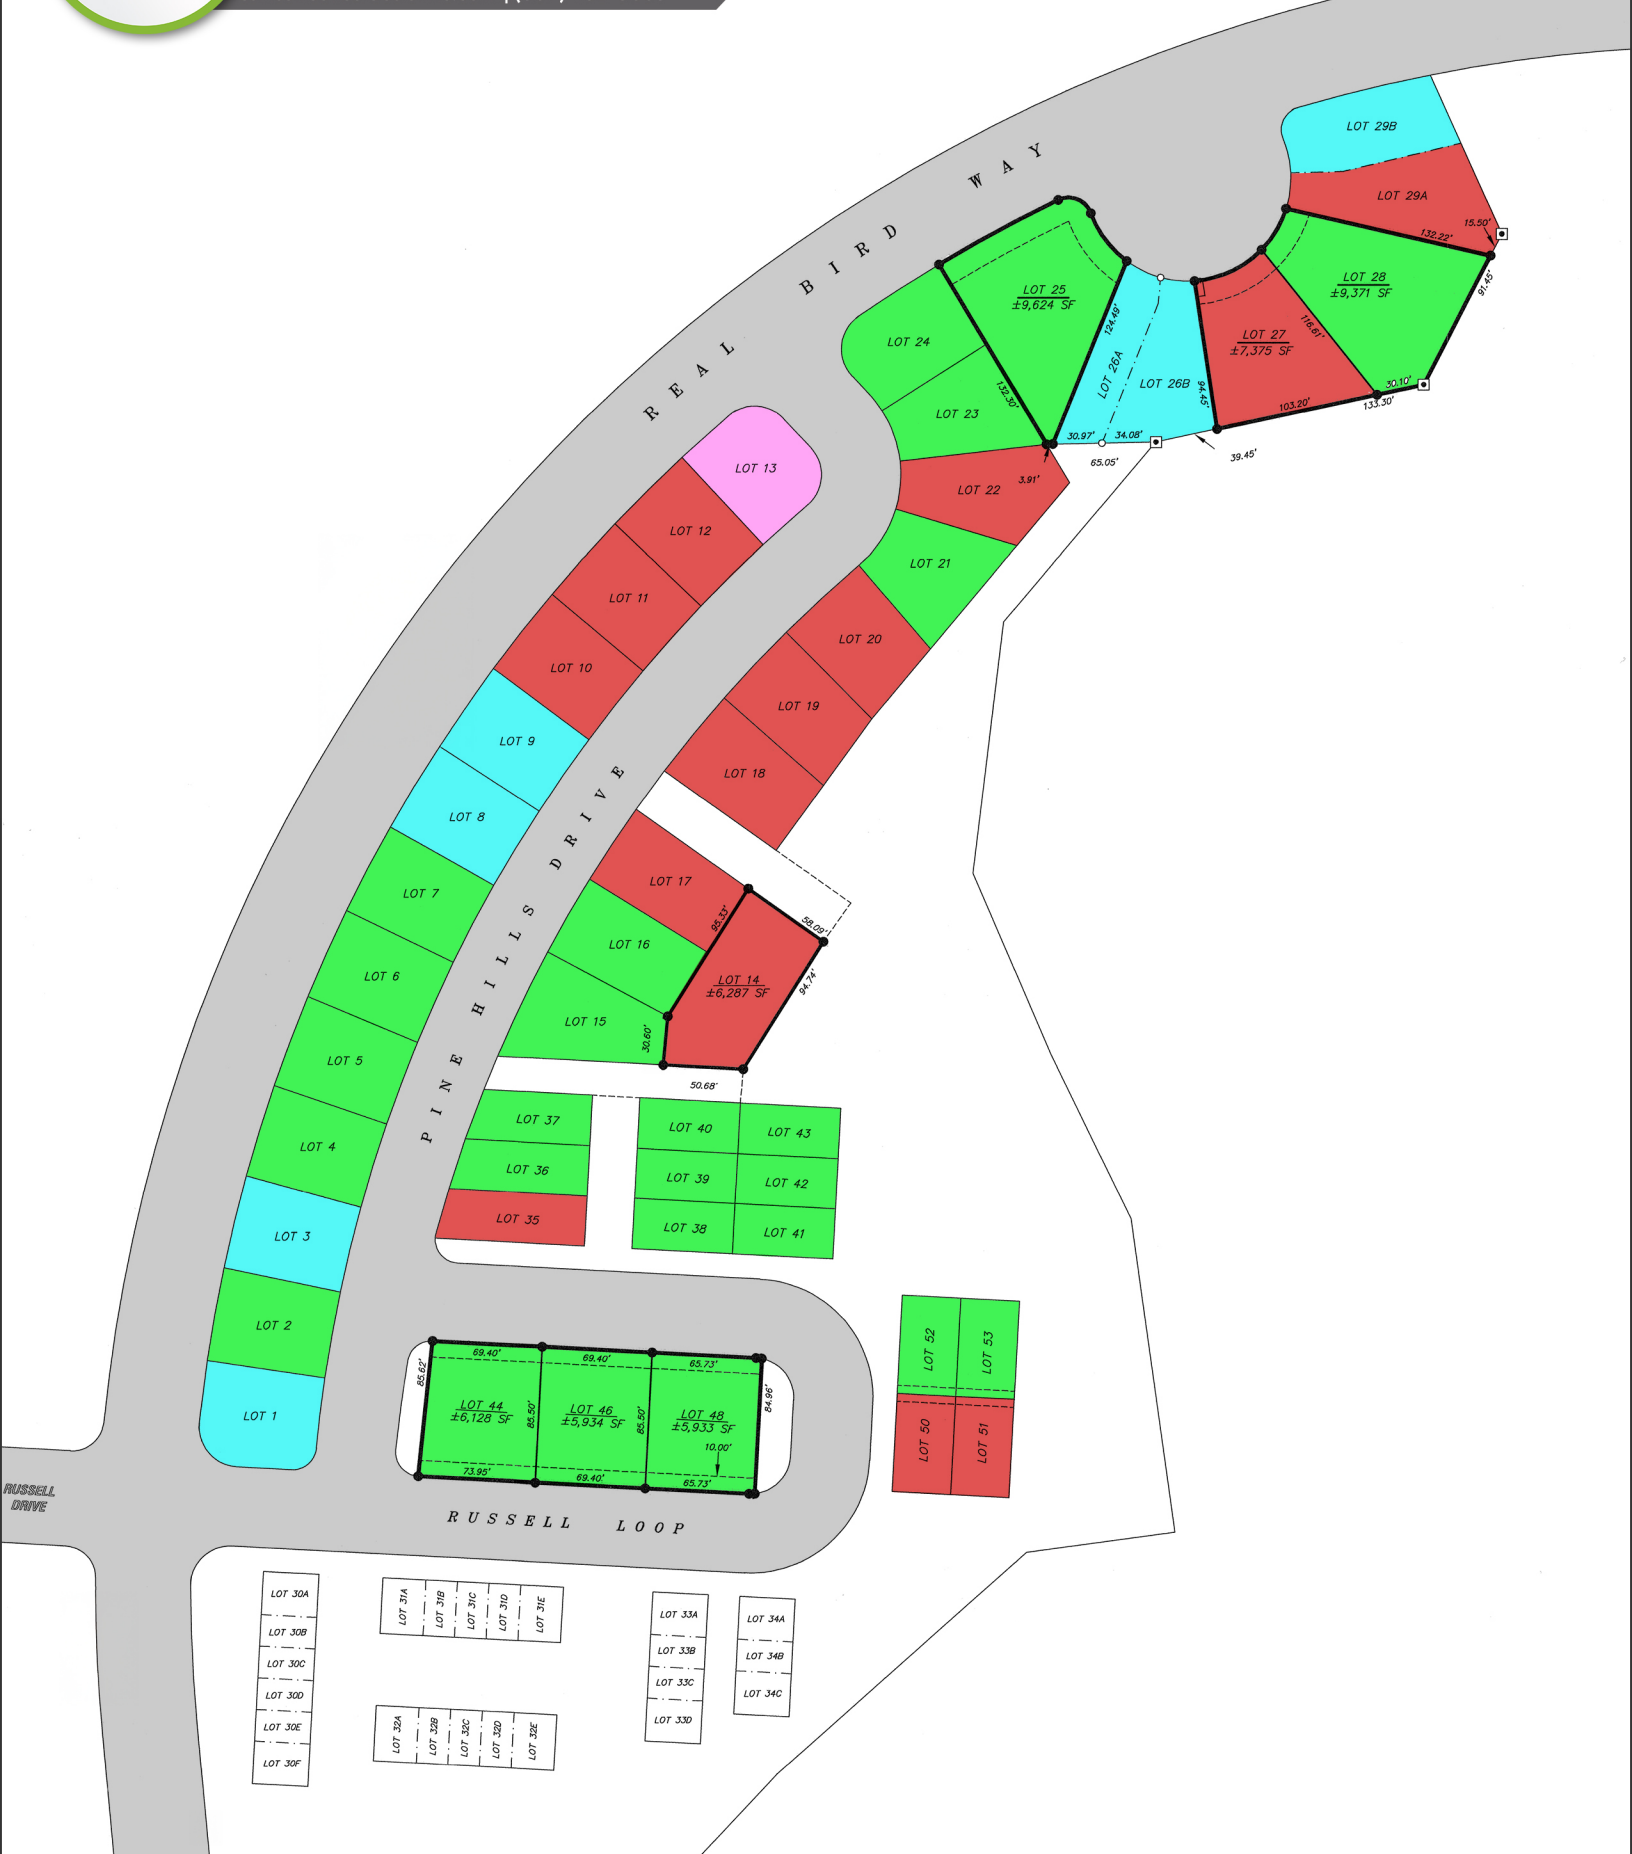 REAL BIRD WAY
LOT 29B
LOT 29A
15.50'
132.22'
LOT 28
±9,371 SF
91.45'
LOT 25
±9,624 SF
124.49'
LOT 27
±7,375 SF
116.61'
LOT 24
LOT 26A
LOT 26B
94.45'
30.10'
133.30'
103.20'
132.30'
LOT 23
30.97'
34.08'
39.45'
65.05'
3.91'
LOT 22
LOT 13
LOT 12
LOT 21
LOT 11
LOT 20
LOT 10
LOT 19
LOT 9
LOT 18
LOT 8
PINE HILLS DRIVE
LOT 7
LOT 17
95.33'
58.09'
LOT 16
LOT 6
LOT 14
±6,287 SF
94.74'
LOT 15
30.60'
LOT 5
50.68'
LOT 4
LOT 37
LOT 40
LOT 43
LOT 36
LOT 39
LOT 42
LOT 35
LOT 38
LOT 41
LOT 3
LOT 2
LOT 1
69.40'
69.40'
65.73'
85.62'
84.96'
LOT 44
±6,128 SF
85.50'
LOT 46
±5,934 SF
85.50'
LOT 48
±5,933 SF
10.00'
73.95'
69.40'
65.73'
LOT 52
LOT 53
LOT 50
LOT 51
RUSSELL
DRIVE
RUSSELL LOOP
LOT 30A
LOT 30B
LOT 30C
LOT 30D
LOT 30E
LOT 30F
LOT 31A
LOT 31B
LOT 31C
LOT 31D
LOT 31E
LOT 32A
LOT 32B
LOT 32C
LOT 32D
LOT 32E
LOT 33A
LOT 33B
LOT 33C
LOT 33D
LOT 34A
LOT 34B
LOT 34C